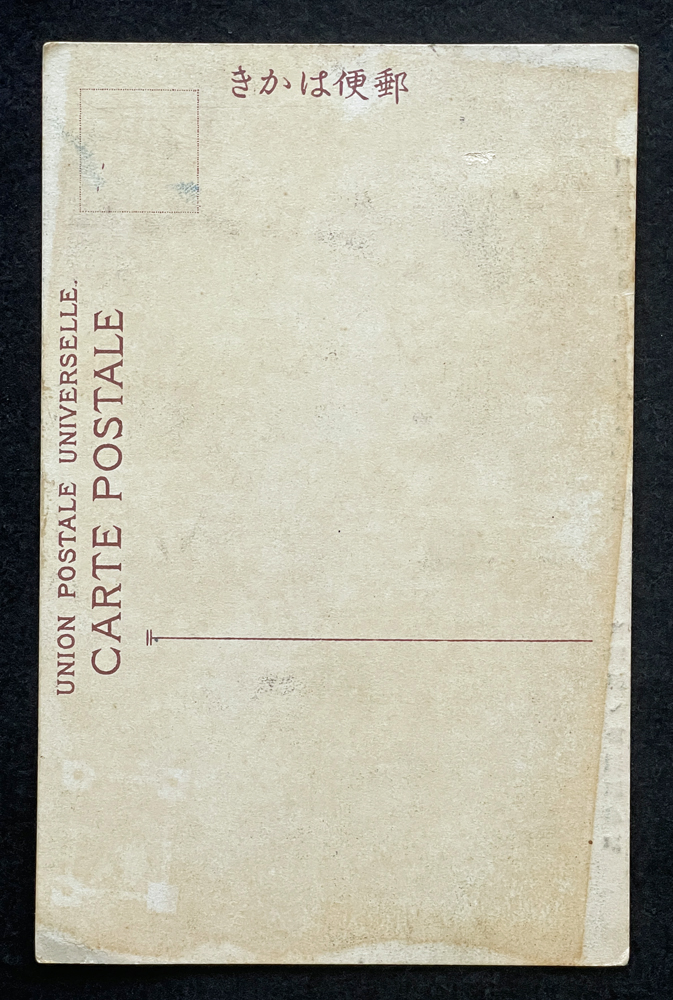 郵便はかき
UNION POSTALE UNIVERSELLE.
CARTE POSTALE